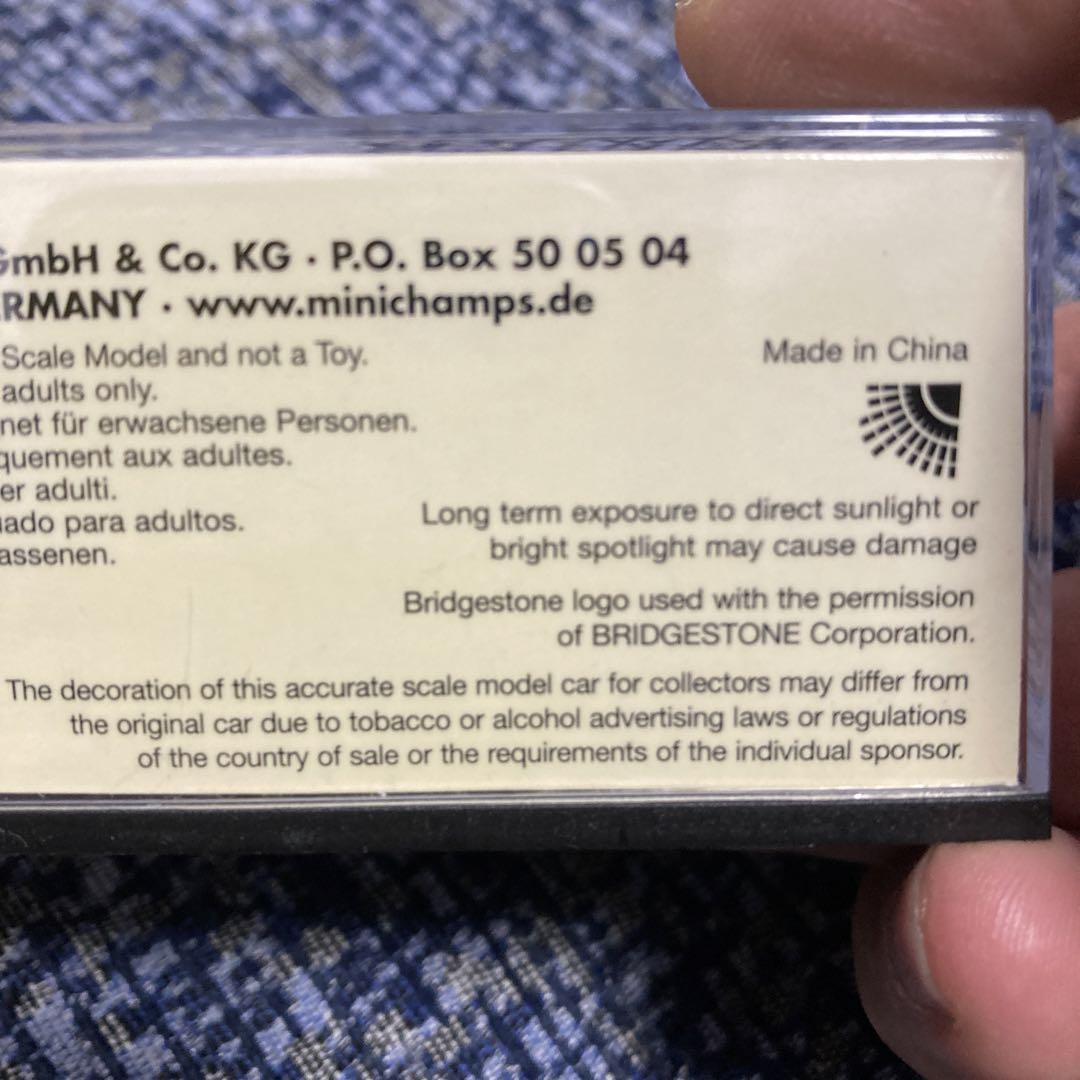 GmbH & Co. KG · P.O. Box 50 05 04
RMANY · www.minichamps.de
Scale Model and not a Toy.
adults only.
net für erwachsene Personen.
quement aux adultes.
er adulti.
ado para adultos.
assenen.
Made in China
Long term exposure to direct sunlight or
bright spotlight may cause damage
Bridgestone logo used with the permission
of BRIDGESTONE Corporation.
The decoration of this accurate scale model car for collectors may differ from
the original car due to tobacco or alcohol advertising laws or regulations
of the country of sale or the requirements of the individual sponsor.